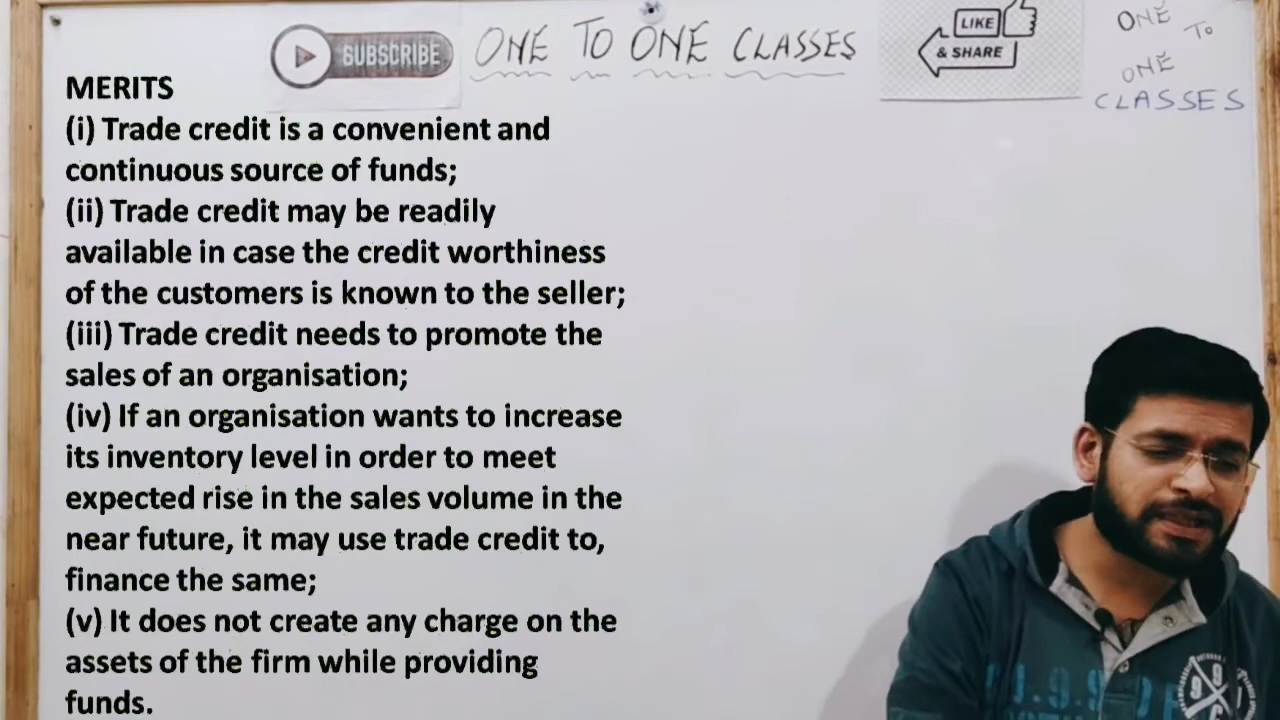 SUBSCRIBE
ONE TO ONE CLASSES
LIKE
& SHARE
ONE
TO
ONE
CLASSES
MERITS
(i) Trade credit is a convenient and
continuous source of funds;
(ii) Trade credit may be readily
available in case the credit worthiness
of the customers is known to the seller;
(iii) Trade credit needs to promote the
sales of an organisation;
(iv) If an organisation wants to increase
its inventory level in order to meet
expected rise in the sales volume in the
near future, it may use trade credit to,
finance the same;
(v) It does not create any charge on the
assets of the firm while providing
funds.